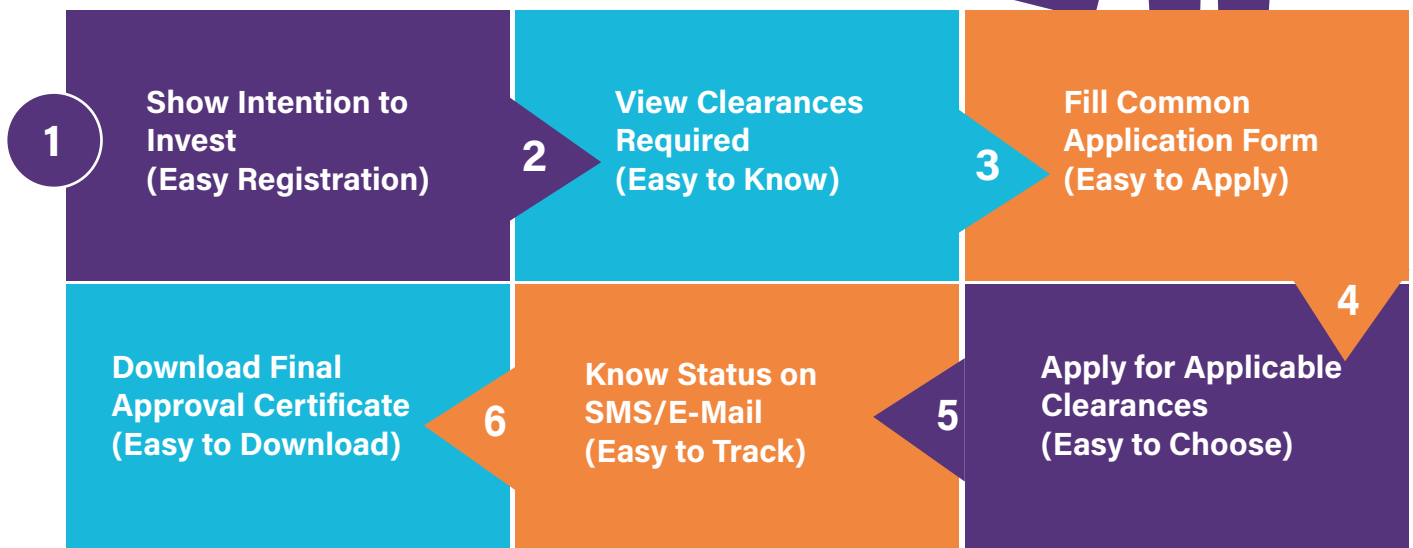 1
Show Intention to
Invest
(Easy Registration)
2
View Clearances
Required
(Easy to Know)
3
Fill Common
Application Form
(Easy to Apply)
4
Apply for Applicable
Clearances
(Easy to Choose)
5
Know Status on
SMS/E-Mail
(Easy to Track)
6
Download Final
Approval Certificate
(Easy to Download)